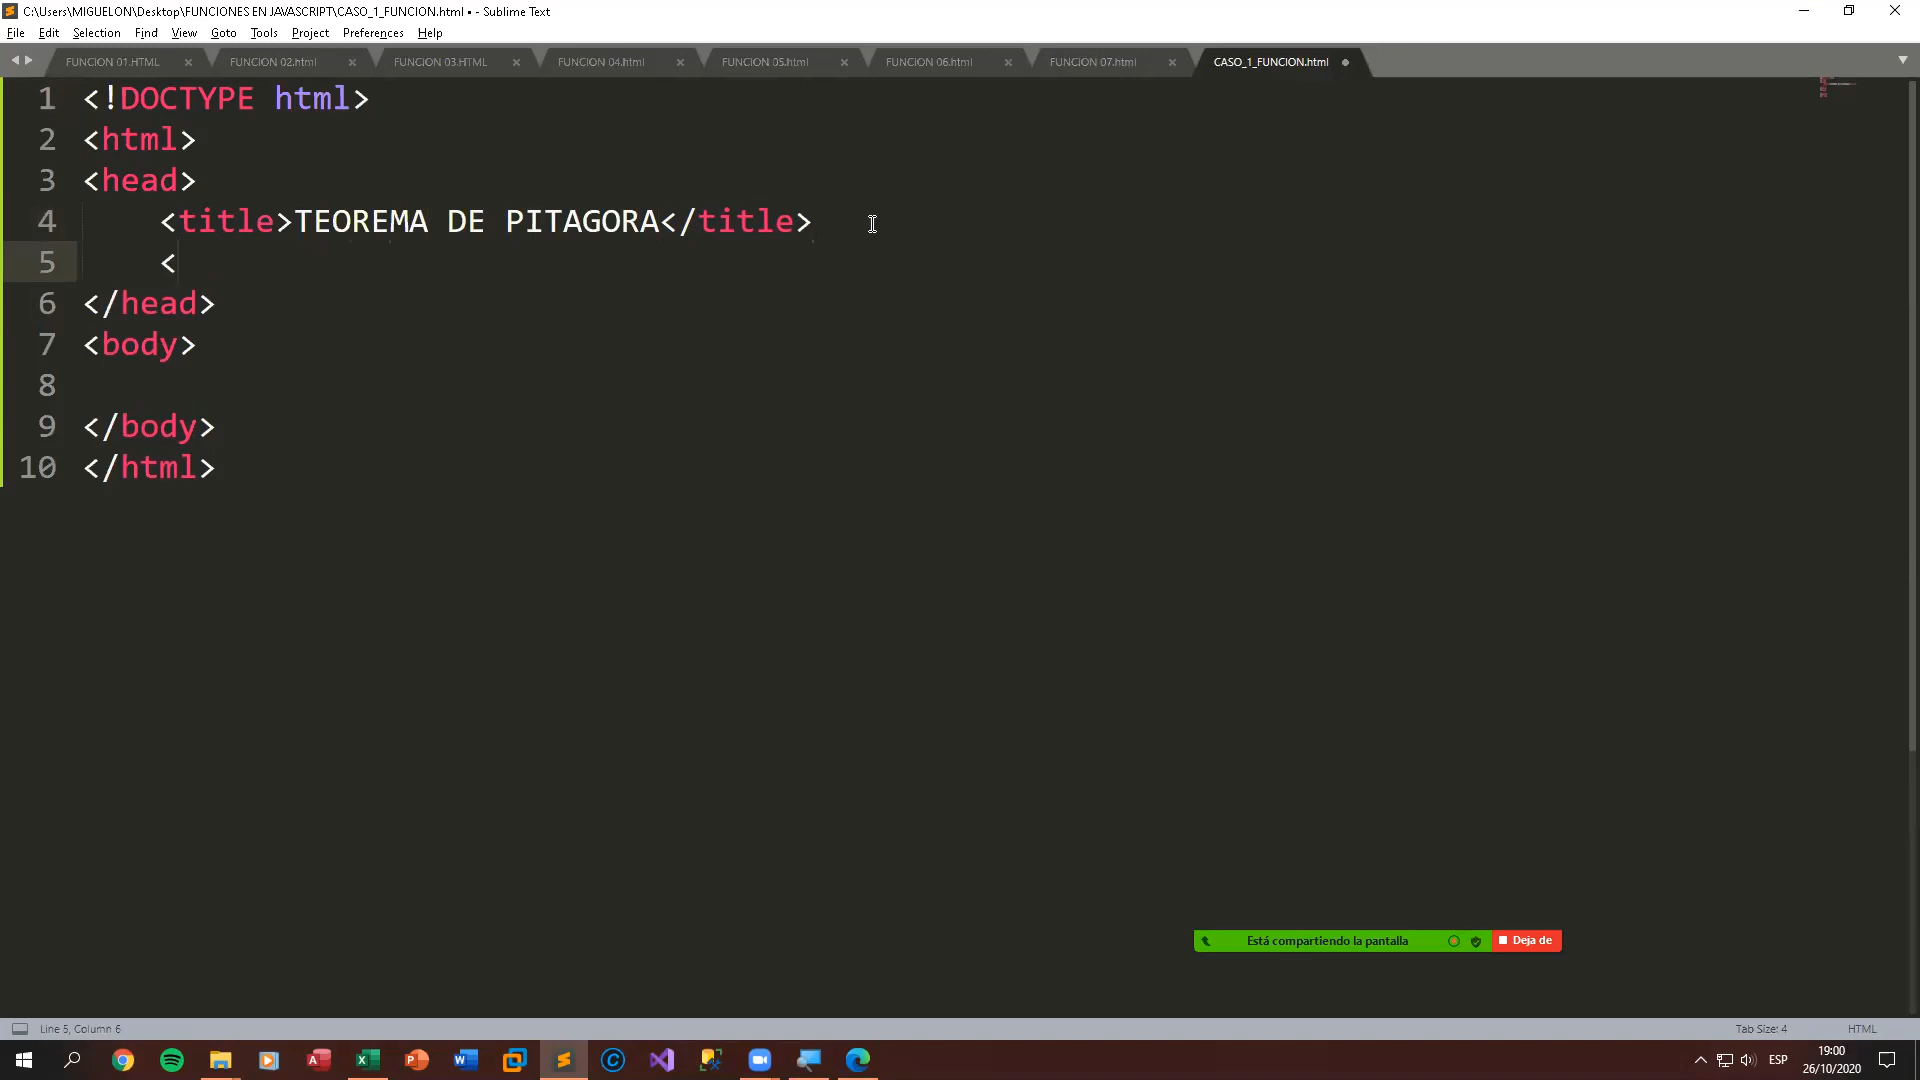 C:\Users\MIGUELON\Desktop\FUNCIONES EN JAVASCRIPT\CASO_1_FUNCION.html • - Sublime Text
File Edit Selection Find View Goto Tools Project Preferences Help
FUNCION 01.HTML FUNCION 02.html FUNCION 03.HTML FUNCION 04.html FUNCION 05.html FUNCION 06.html FUNCION 07.html CASO_1_FUNCION.html
1 <!DOCTYPE html>
2 <html>
3 <head>
4 <title>TEOREMA DE PITAGORA</title>
5 <
6 </head>
7 <body>
8
9 </body>
10 </html>
Está compartiendo la pantalla Deja de
Line 5, Column 6 Tab Size: 4 HTML
ESP 19:00
26/10/2020